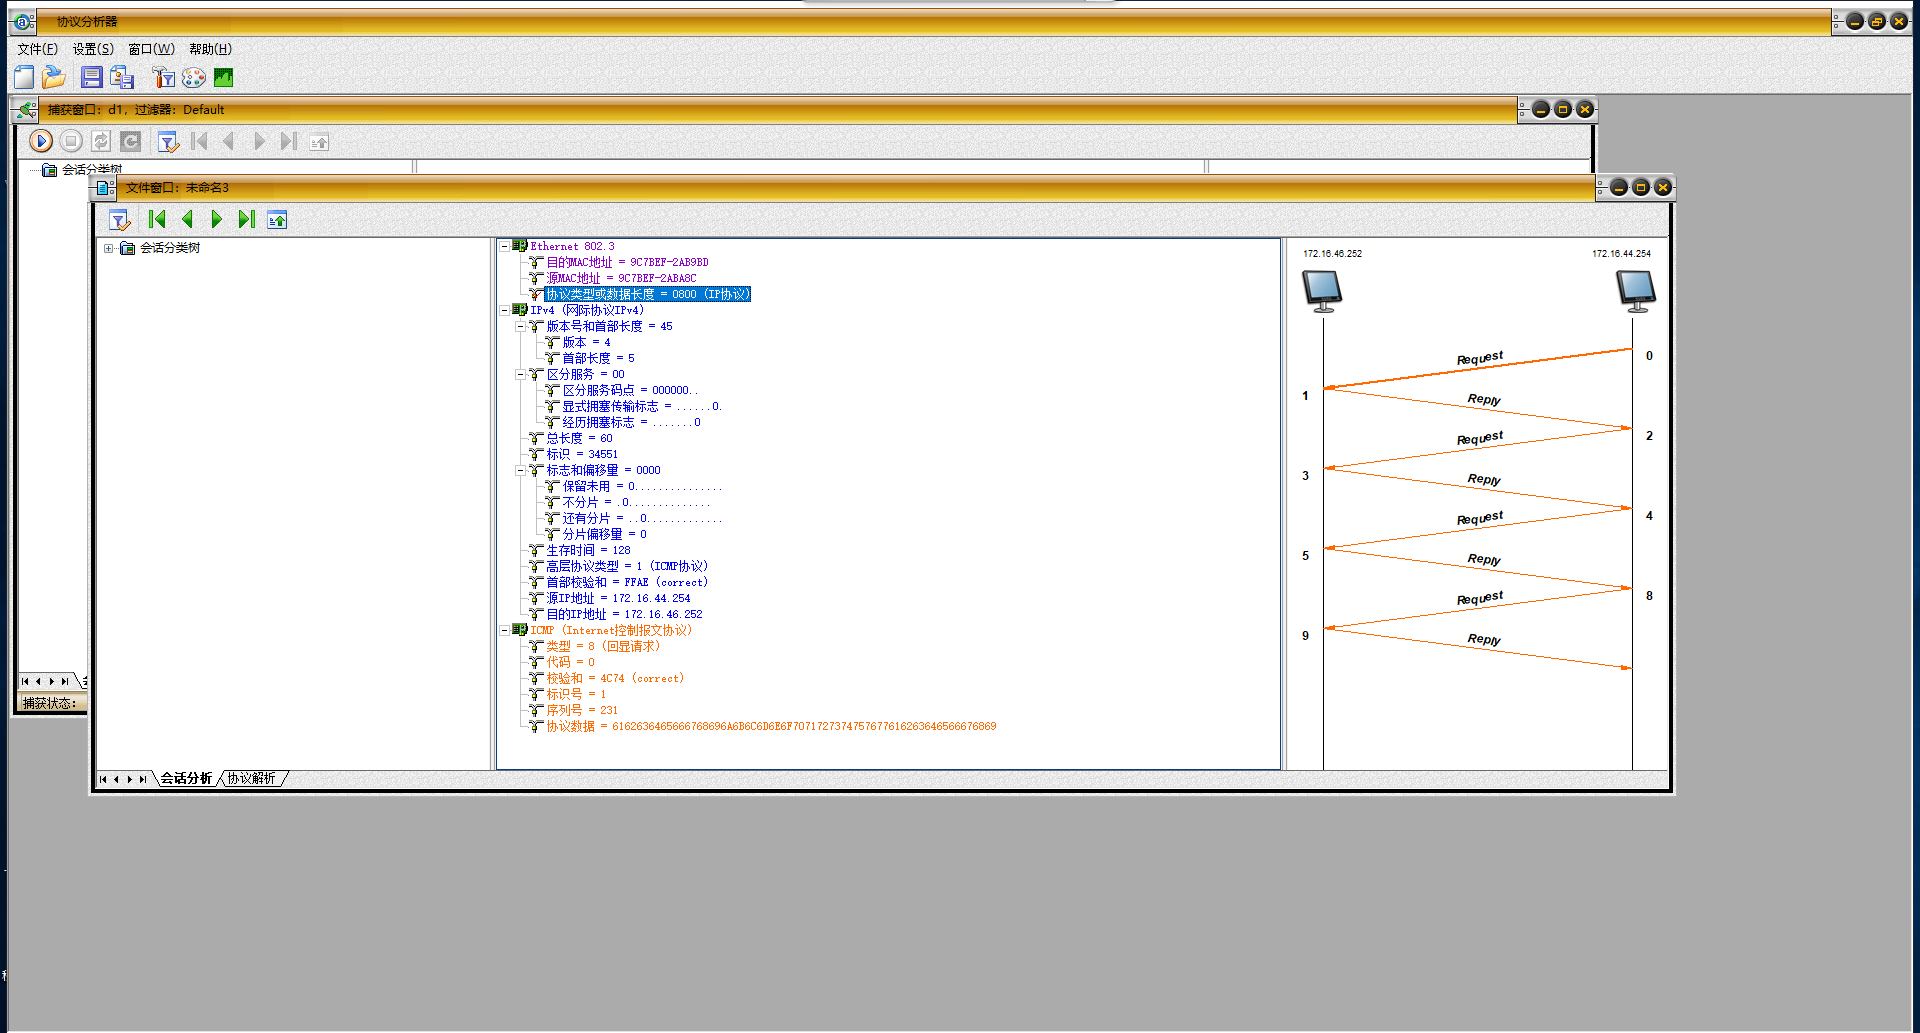 协议分析器
文件(F) 设置(S) 窗口(W) 帮助(H)
捕获窗口: d1, 过滤器: Default
会话分类树
文件窗口: 未命名3
会话分类树
Ethernet 802.3
目的MAC地址 = 9C7BEF-2AB9BD
源MAC地址 = 9C7BEF-2ABA8C
协议类型或数据长度 = 0800 (IP协议)
IPv4 (网际协议IPv4)
版本号和首部长度 = 45
版本 = 4
首部长度 = 5
区分服务 = 00
区分服务码点 = 000000..
显式拥塞传输标志 = ......0.
经历拥塞标志 = .......0
总长度 = 60
标识 = 34551
标志和偏移量 = 0000
保留未用 = 0...............
不分片 = .0..............
还有分片 = ..0.............
分片偏移量 = 0
生存时间 = 128
高层协议类型 = 1 (ICMP协议)
首部校验和 = FFAE (correct)
源IP地址 = 172.16.44.254
目的IP地址 = 172.16.46.252
ICMP (Internet控制报文协议)
类型 = 8 (回显请求)
代码 = 0
校验和 = 4C74 (correct)
标识号 = 1
序列号 = 231
协议数据 = 6162636465666768696A6B6C6D6E6F7071727374757677616263646566676869
172.16.46.252 172.16.44.254
Request 0
1 Reply
Request 2
3 Reply
Request 4
5 Reply
Request 8
9 Reply
会话分析 协议解析
捕获状态: